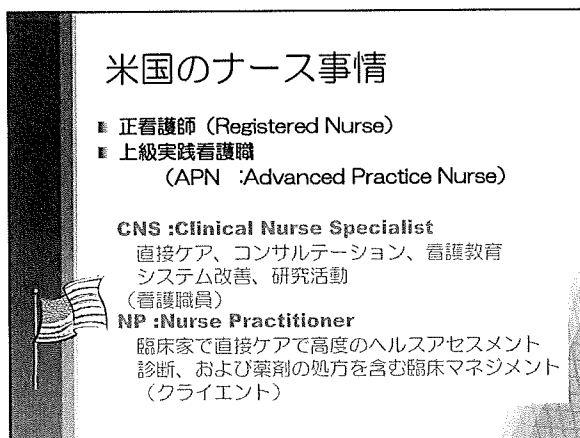 米国のナース事情
正看護師（Registered Nurse）
上級実践看護職
（APN ：Advanced Practice Nurse）
CNS :Clinical Nurse Specialist
直接ケア、コンサルテーション、看護教育
システム改善、研究活動
（看護職員）
NP :Nurse Practitioner
臨床家で直接ケアで高度のヘルスアセスメント
診断、および薬剤の処方を含む臨床マネジメント
（クライエント）